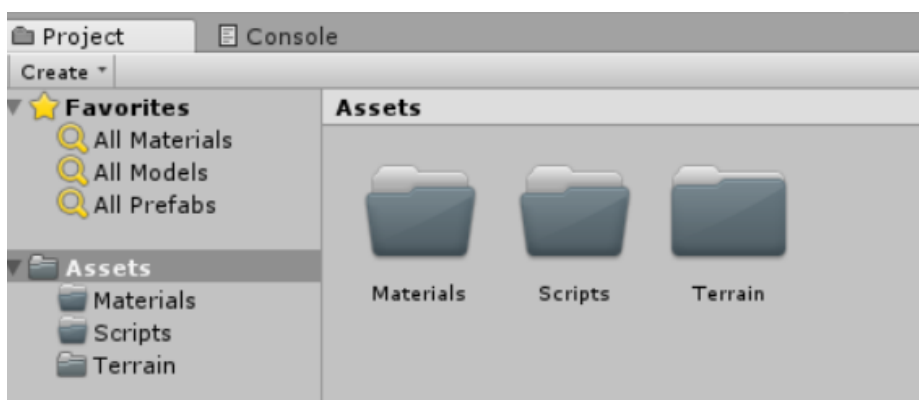 Project Console
Create
Favorites
All Materials
All Models
All Prefabs
Assets
Materials
Scripts
Terrain
Assets
Materials Scripts Terrain